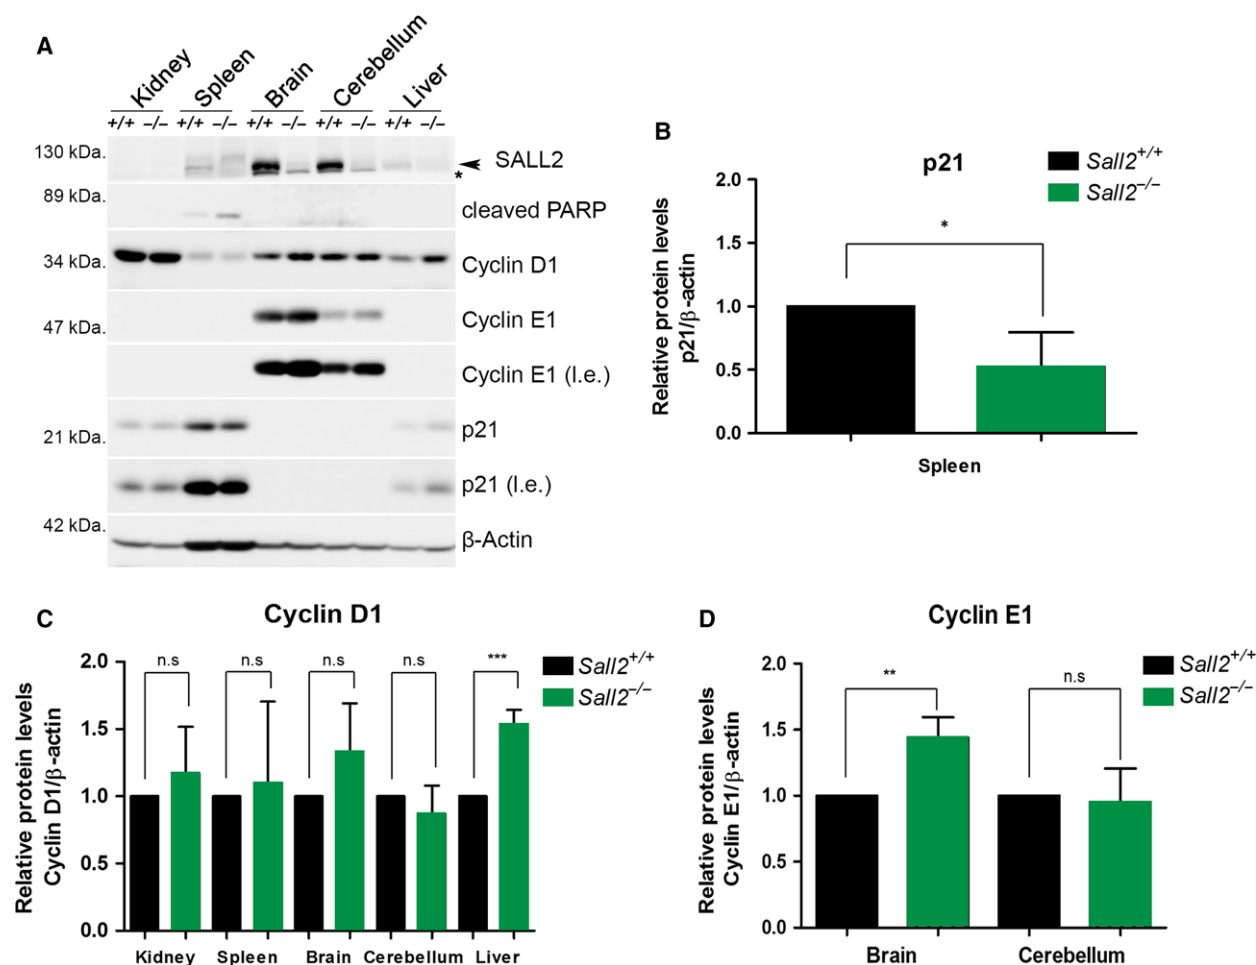 A
Kidney Spleen Brain Cerebellum Liver
+/+ −/− +/+ −/− +/+ −/− +/+ −/− +/+ −/−
130 kDa. SALL2
*
89 kDa. cleaved PARP
34 kDa. Cyclin D1
47 kDa. Cyclin E1
Cyclin E1 (l.e.)
21 kDa. p21
p21 (l.e.)
42 kDa. β-Actin
B
p21
Sall2+/+
Sall2−/−
*
Relative protein levels
p21/β-actin
2.0
1.5
1.0
0.5
0.0
Spleen
C
Cyclin D1
Sall2+/+
Sall2−/−
n.s n.s n.s n.s ***
Relative protein levels
Cyclin D1/β-actin
2.0
1.5
1.0
0.5
0.0
Kidney Spleen Brain Cerebellum Liver
D
Cyclin E1
Sall2+/+
Sall2−/−
** n.s
Relative protein levels
Cyclin E1/β-actin
2.0
1.5
1.0
0.5
0.0
Brain Cerebellum